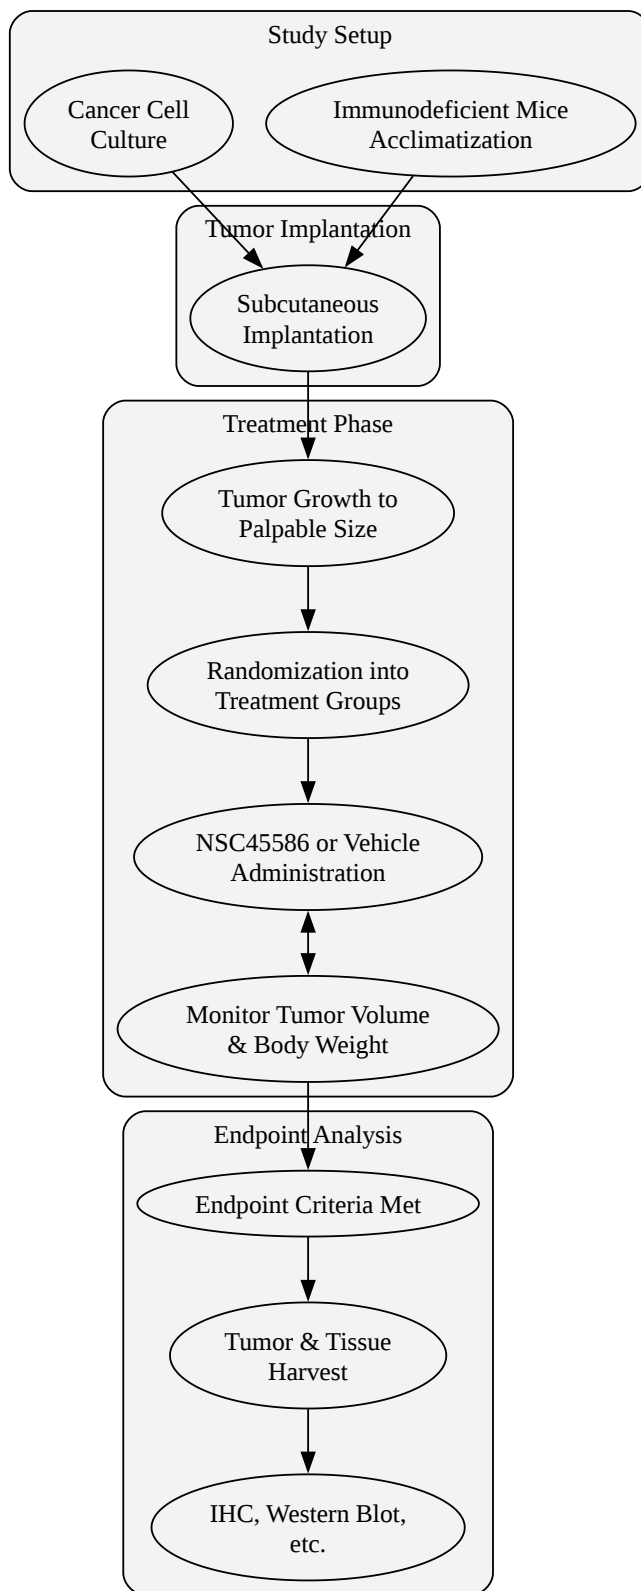 Study Setup
Cancer Cell
Culture
Immunodeficient Mice
Acclimatization
Tumor Implantation
Subcutaneous
Implantation
Treatment Phase
Tumor Growth to
Palpable Size
Randomization into
Treatment Groups
NSC45586 or Vehicle
Administration
Monitor Tumor Volume
& Body Weight
Endpoint Analysis
Endpoint Criteria Met
Tumor & Tissue
Harvest
IHC, Western Blot,
etc.